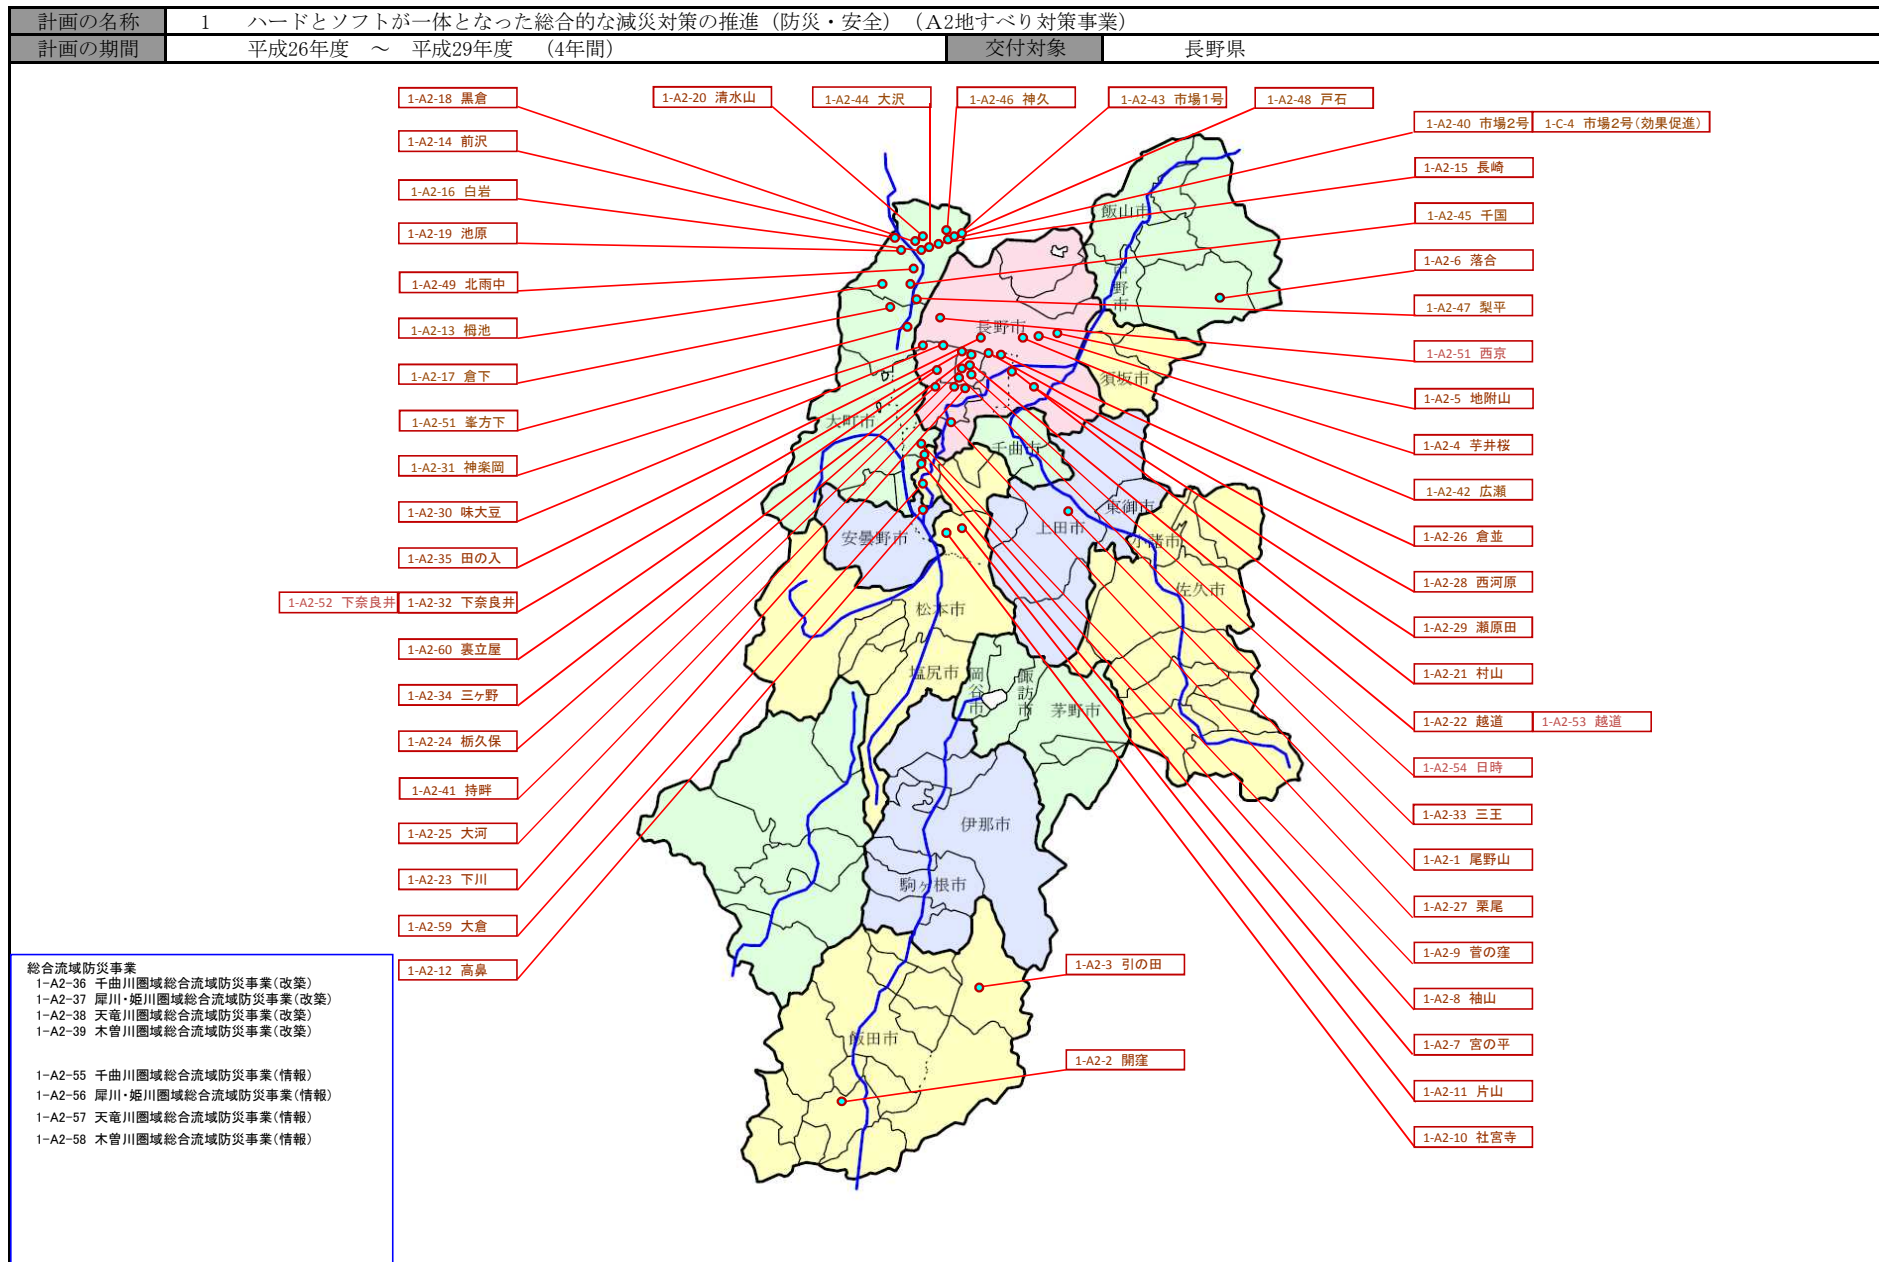 計画の名称 1 ハードとソフトが一体となった総合的な減災対策の推進（防災・安全）（Ａ2地すべり対策事業）
計画の期間 平成26年度 ～ 平成29年度 （4年間） 交付対象 長野県
1-A2-18 黒倉
1-A2-20 清水山
1-A2-44 大沢
1-A2-46 神久
1-A2-43 市場1号
1-A2-48 戸石
1-A2-40 市場2号
1-C-4 市場2号(効果促進)
1-A2-14 前沢
1-A2-16 白岩
1-A2-19 池原
1-A2-49 北雨中
1-A2-13 栂池
1-A2-17 倉下
1-A2-51 峯方下
1-A2-31 神楽岡
1-A2-30 味大豆
1-A2-35 田の入
1-A2-52 下奈良井
1-A2-32 下奈良井
1-A2-60 裏立屋
1-A2-34 三ヶ野
1-A2-24 栃久保
1-A2-41 持畔
1-A2-25 大河
1-A2-23 下川
1-A2-59 大倉
1-A2-12 高鼻
1-A2-15 長崎
1-A2-45 千国
1-A2-6 落合
1-A2-47 梨平
1-A2-51 西京
1-A2-5 地附山
1-A2-4 芋井桜
1-A2-42 広瀬
1-A2-26 倉並
1-A2-28 西河原
1-A2-29 瀬原田
1-A2-21 村山
1-A2-22 越道
1-A2-53 越道
1-A2-54 日時
1-A2-33 三王
1-A2-1 尾野山
1-A2-27 栗尾
1-A2-9 菅の窪
1-A2-8 袖山
1-A2-7 宮の平
1-A2-11 片山
1-A2-10 社宮寺
1-A2-3 引の田
1-A2-2 開窪
飯山市
中野市
長野市
須坂市
大町市
千曲市
東御市
上田市
小諸市
安曇野市
佐久市
松本市
塩尻市
岡谷市
諏訪市
茅野市
伊那市
駒ヶ根市
飯田市
総合流域防災事業
1-A2-36 千曲川圏域総合流域防災事業(改築)
1-A2-37 犀川・姫川圏域総合流域防災事業(改築)
1-A2-38 天竜川圏域総合流域防災事業(改築)
1-A2-39 木曽川圏域総合流域防災事業(改築)
1-A2-55 千曲川圏域総合流域防災事業(情報)
1-A2-56 犀川・姫川圏域総合流域防災事業(情報)
1-A2-57 天竜川圏域総合流域防災事業(情報)
1-A2-58 木曽川圏域総合流域防災事業(情報)